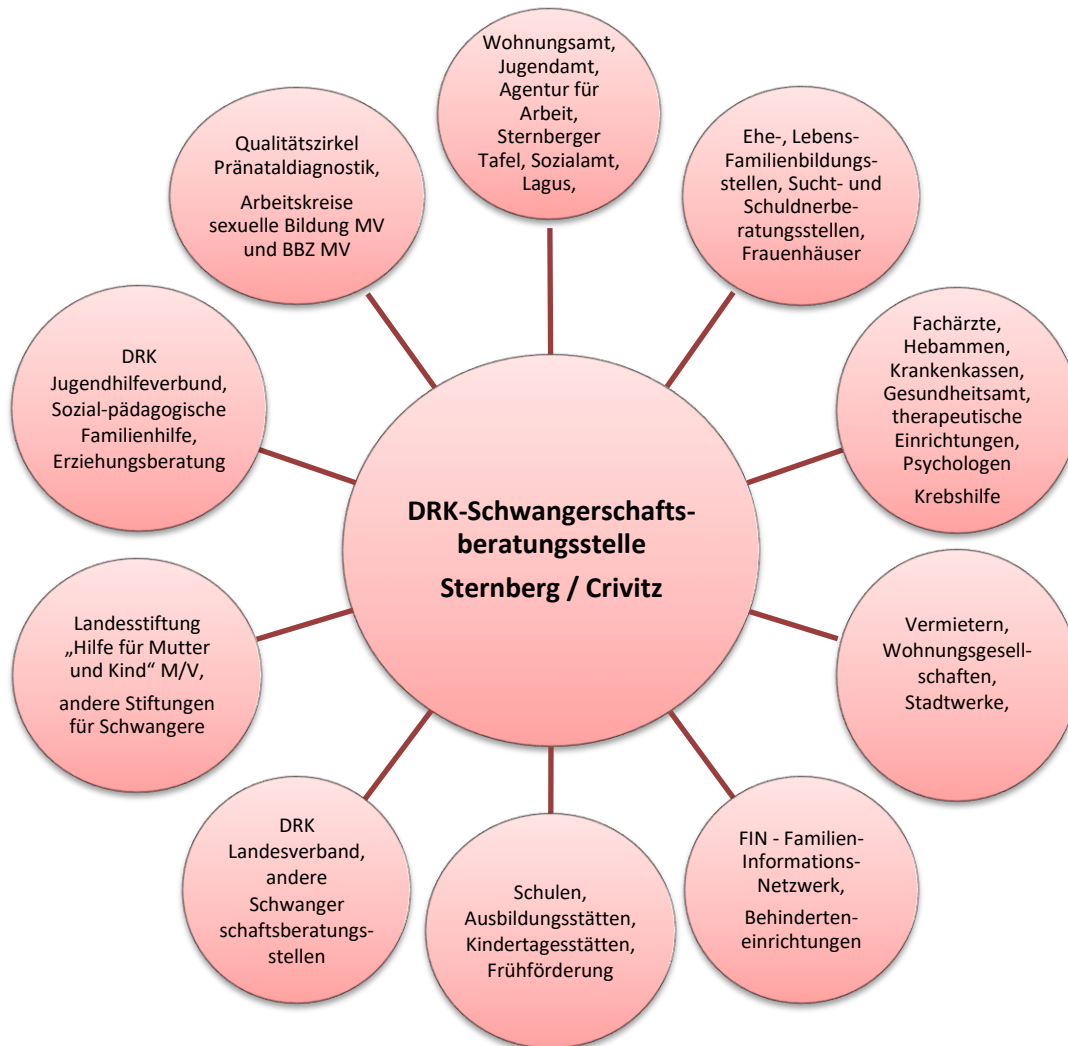 Wohnungsamt,
Jugendamt,
Agentur für
Arbeit,
Sternberger
Tafel, Sozialamt,
Lagus,
Ehe-, Lebens-
Familienbildungs-
stellen, Sucht- und
Schuldnerbe-
ratungsstellen,
Frauenhäuser
Fachärzte,
Hebammen,
Krankenkassen,
Gesundheitsamt,
therapeutische
Einrichtungen,
Psychologen
Krebshilfe
Vermietern,
Wohnungsgesell-
schaften,
Stadtwerke,
FIN - Familien-
Informations-
Netzwerk,
Behinderten-
einrichtungen
Schulen,
Ausbildungsstätten,
Kindertagesstätten,
Frühförderung
DRK
Landesverband,
andere
Schwanger
schaftsberatungs-
stellen
Landesstiftung
„Hilfe für Mutter
und Kind“ M/V,
andere Stiftungen
für Schwangere
DRK
Jugendhilfeverbund,
Sozial-pädagogische
Familienhilfe,
Erziehungsberatung
Qualitätszirkel
Pränataldiagnostik,
Arbeitskreise
sexuelle Bildung MV
und BBZ MV
DRK-Schwangerschafts-
beratungsstelle
Sternberg / Crivitz